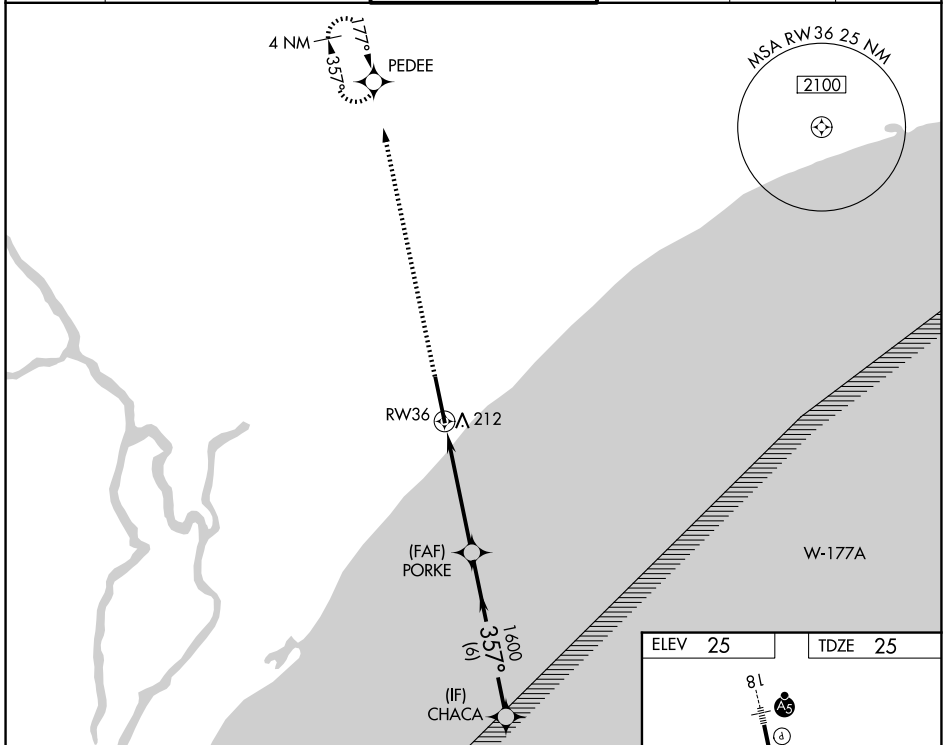 177°
4 NM
357°
PEDEE
MSA RW36 25 NM
2100
RW36
212
(FAF)
PORKE
W-177A
1600
357°
(6)
(IF)
CHACA
ELEV 25
TDZE 25
18
A5
P